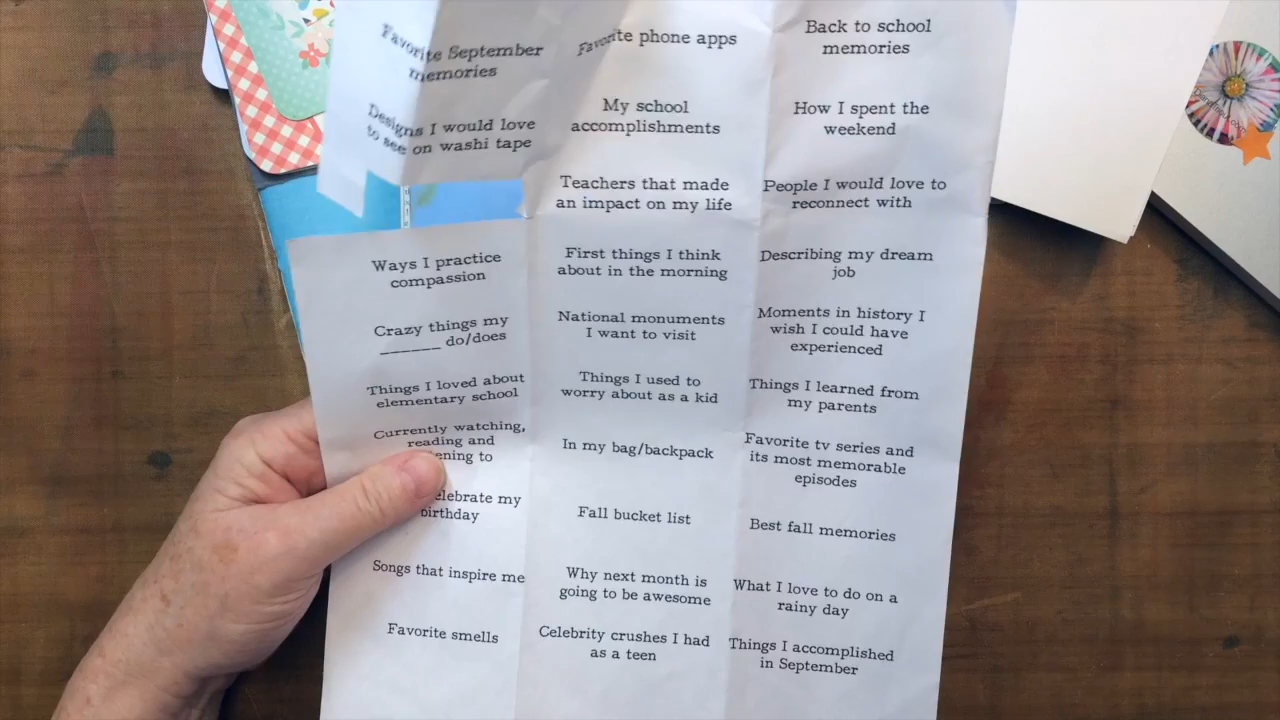 Favorite September
memories
Designs I would love
to see on washi tape
Ways I practice
compassion
Crazy things my
______ do/does
Things I loved about
elementary school
Currently watching,
reading and
ening to
elebrate my
birthday
Songs that inspire me
Favorite smells
Favorite phone apps
My school
accomplishments
Teachers that made
an impact on my life
First things I think
about in the morning
National monuments
I want to visit
Things I used to
worry about as a kid
In my bag/backpack
Fall bucket list
Why next month is
going to be awesome
Celebrity crushes I had
as a teen
Back to school
memories
How I spent the
weekend
People I would love to
reconnect with
Describing my dream
job
Moments in history I
wish I could have
experienced
Things I learned from
my parents
Favorite tv series and
its most memorable
episodes
Best fall memories
What I love to do on a
rainy day
Things I accomplished
in September